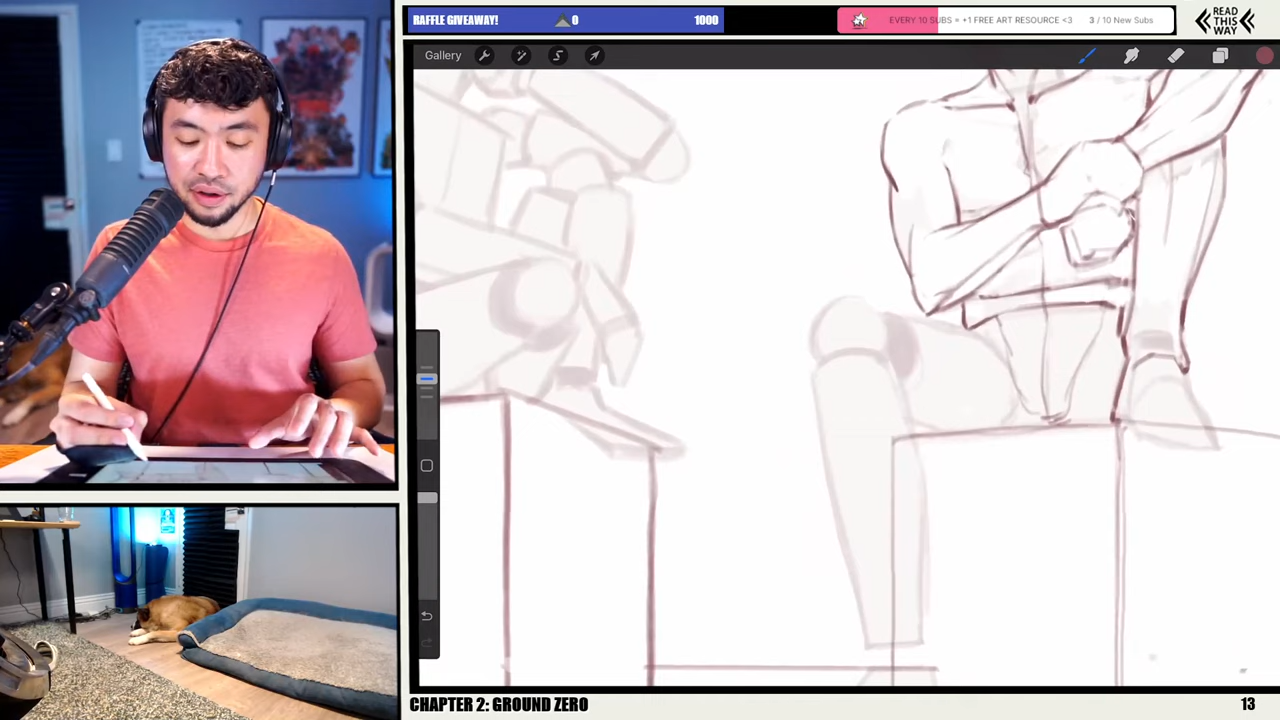 RAFFLE GIVEAWAY! 0 1000
EVERY 10 SUBS = +1 FREE ART RESOURCE <3 3 / 10 New Subs
READ
THIS
WAY
Gallery
CHAPTER 2: GROUND ZERO 13